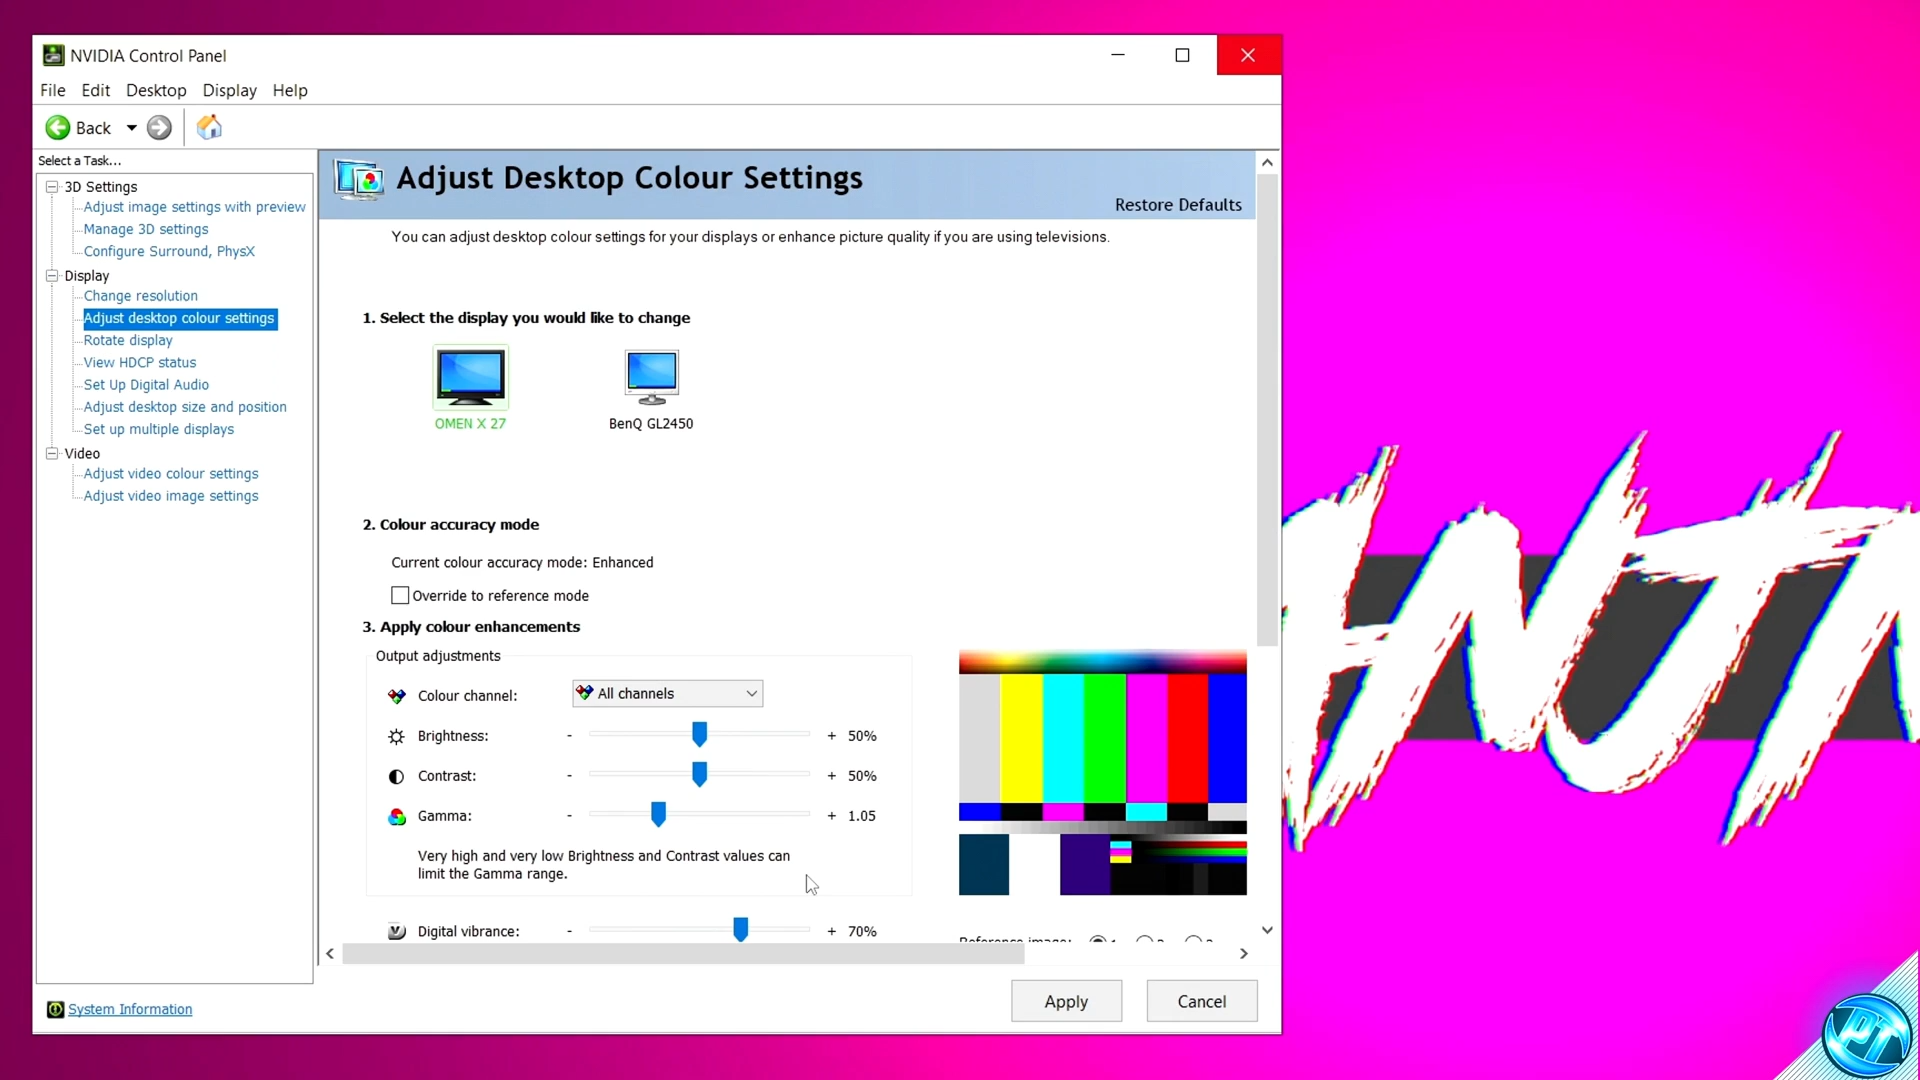 NVIDIA Control Panel
File Edit Desktop Display Help
Back
Select a Task...
3D Settings
Adjust image settings with preview
Manage 3D settings
Configure Surround, PhysX
Display
Change resolution
Adjust desktop colour settings
Rotate display
View HDCP status
Set Up Digital Audio
Adjust desktop size and position
Set up multiple displays
Video
Adjust video colour settings
Adjust video image settings
System Information
Adjust Desktop Colour Settings
Restore Defaults
You can adjust desktop colour settings for your displays or enhance picture quality if you are using televisions.
1. Select the display you would like to change
OMEN X 27
BenQ GL2450
2. Colour accuracy mode
Current colour accuracy mode: Enhanced
Override to reference mode
3. Apply colour enhancements
Output adjustments
Colour channel: All channels
Brightness: - + 50%
Contrast: - + 50%
Gamma: - + 1.05
Very high and very low Brightness and Contrast values can
limit the Gamma range.
Digital vibrance: - + 70%
Reference image: 1 2 3
Apply Cancel
PT